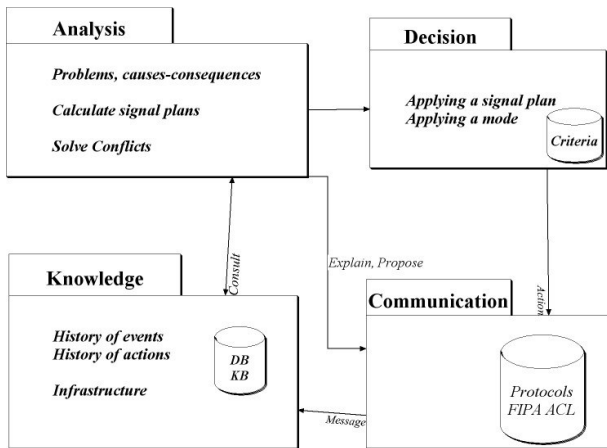 Analysis
Problems, causes-consequences
Calculate signal plans
Solve Conflicts
Decision
Applying a signal plan
Applying a mode
Criteria
Consult
Explain, Propose
Action
Knowledge
History of events
History of actions
Infrastructure
DB
KB
Communication
Protocols
FIPA ACL
Message